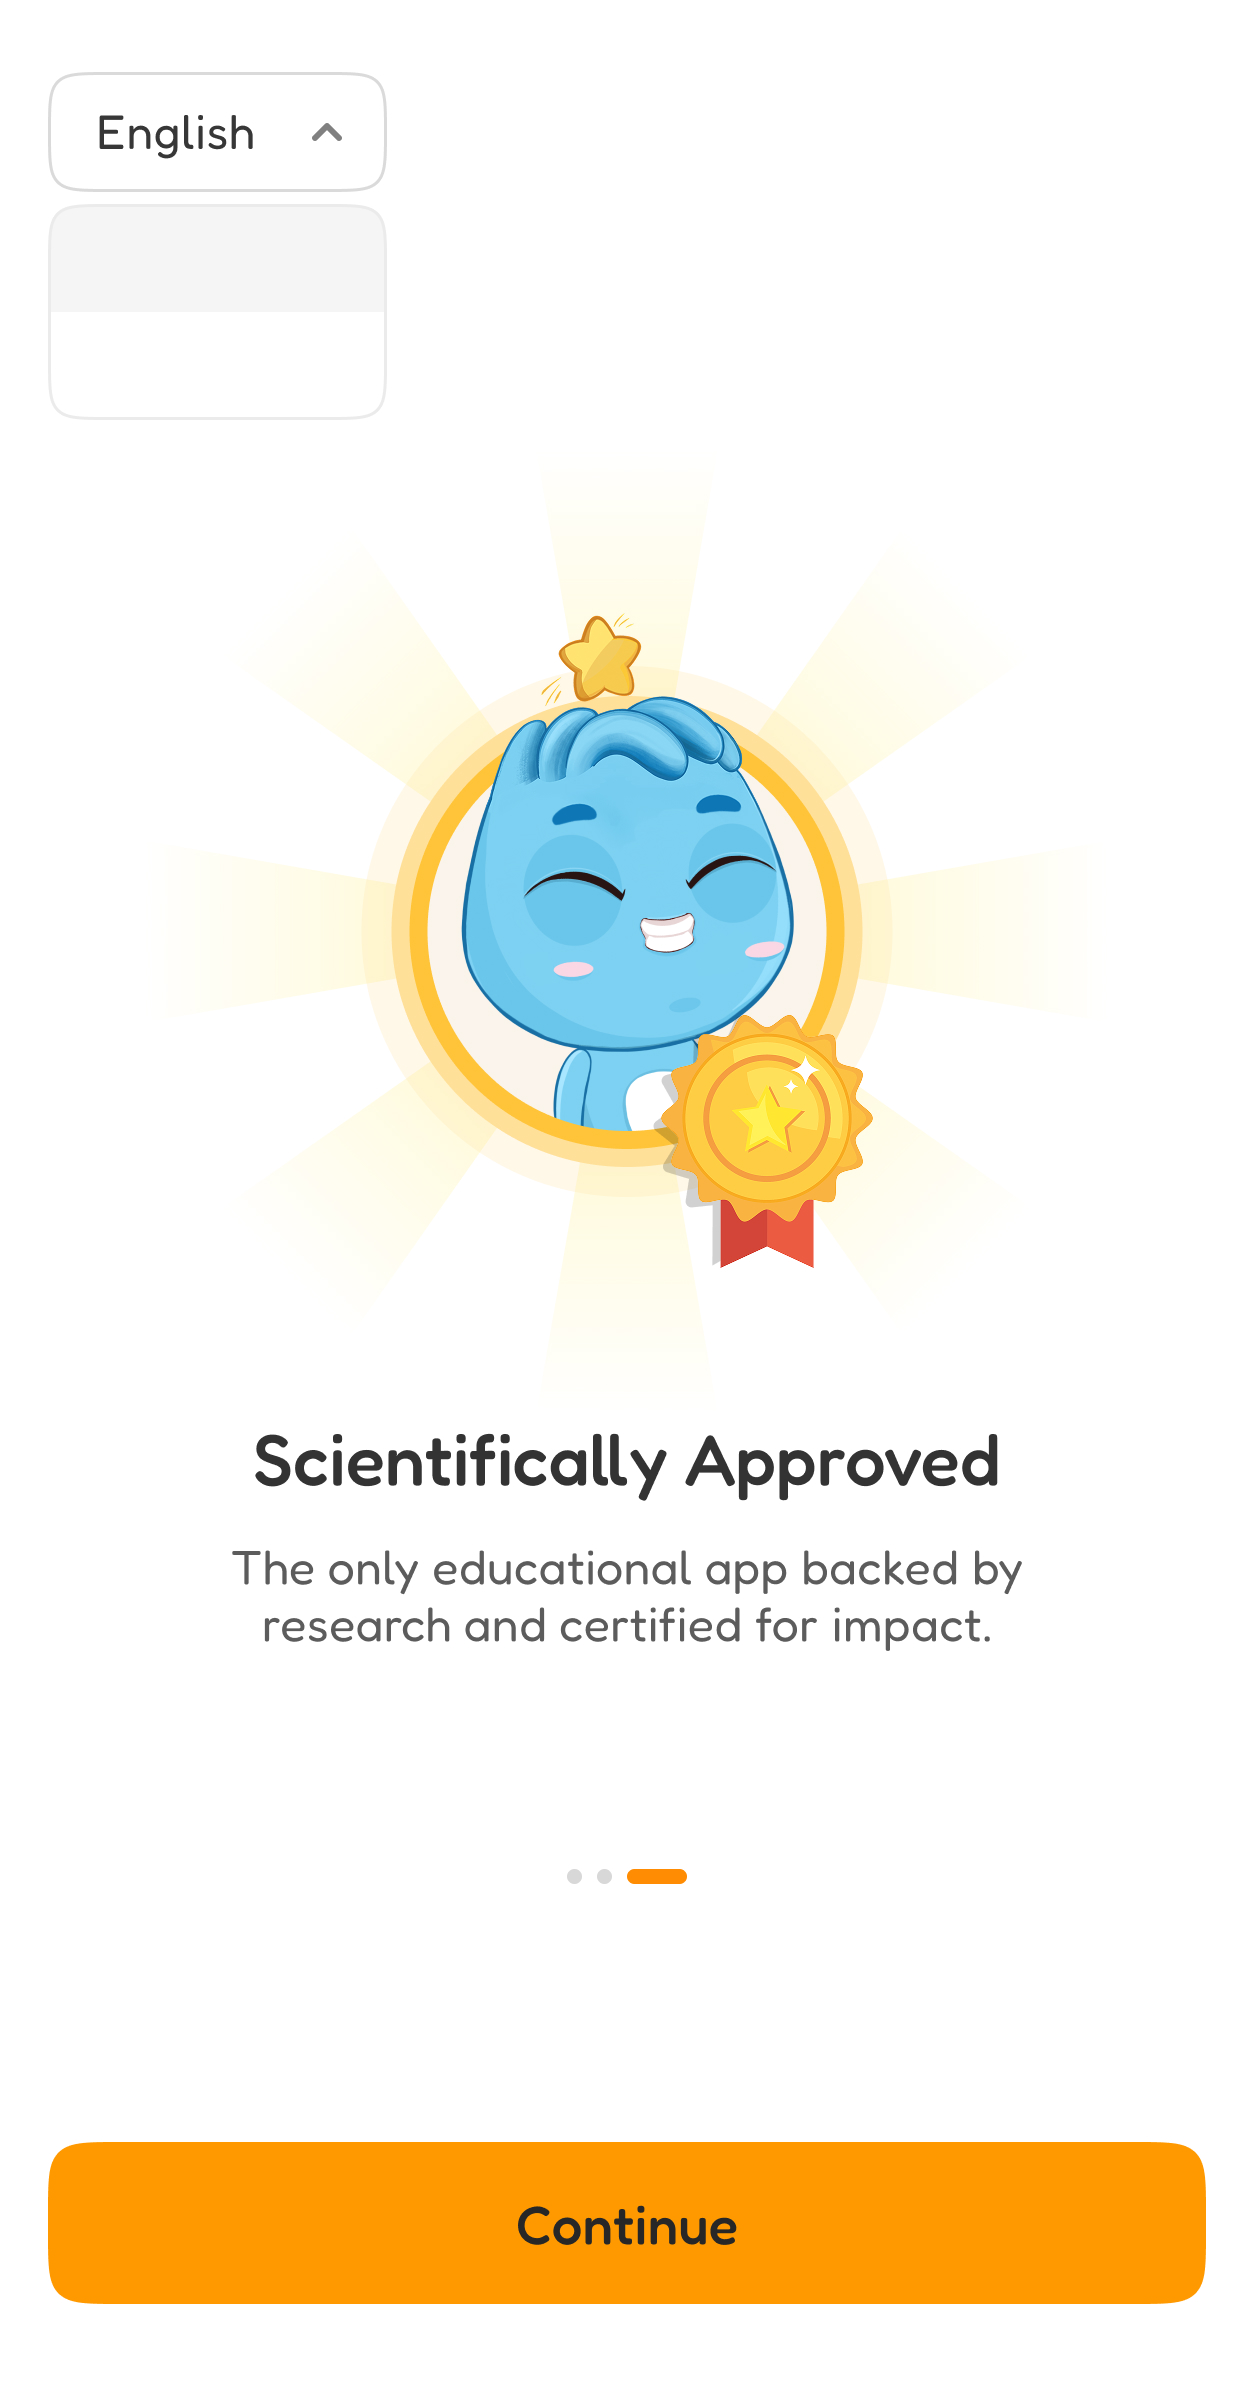 English
Scientifically Approved
The only educational app backed by
research and certified for impact.
Continue